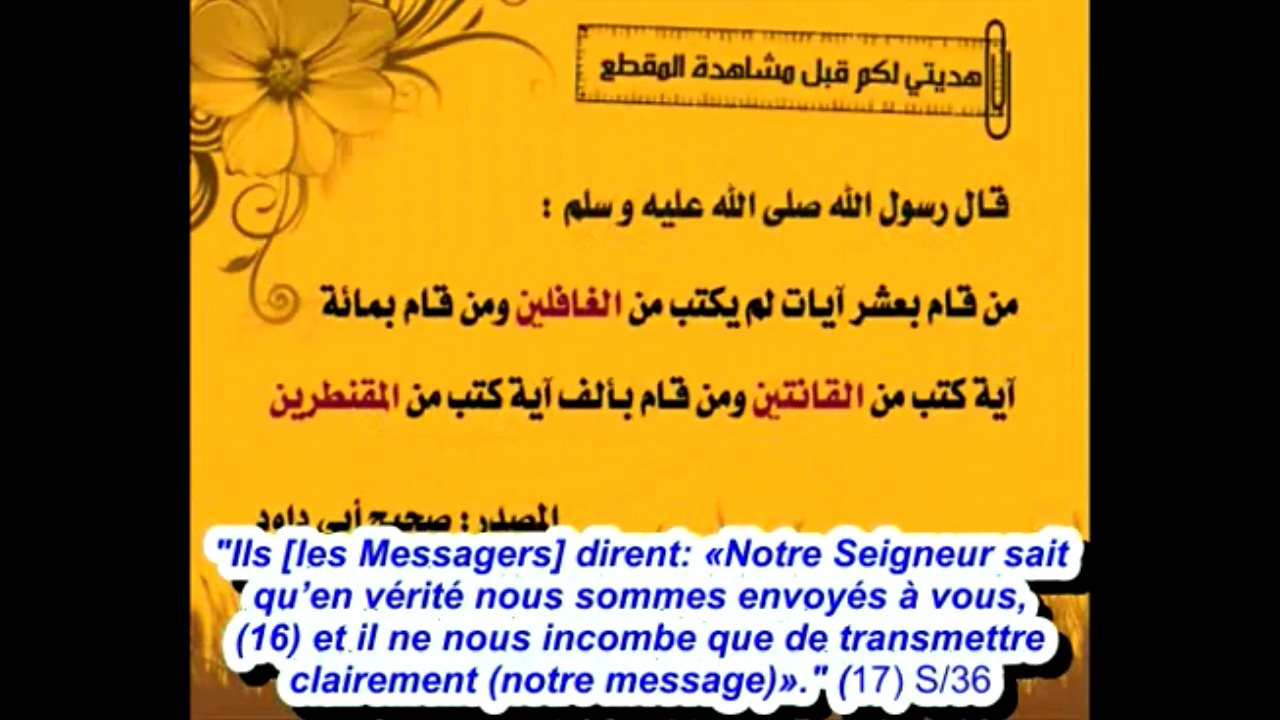 هديتي لكم قبل مشاهدة المقطع
قال رسول الله صلى الله عليه و سلم :
من قام بعشر آيات لم يكتب من الغافلين ومن قام بمائة
آية كتب من القانتين ومن قام بألف آية كتب من المقنطرين
المصدر : صحيح أبي داود
"Ils [les Messagers] dirent: «Notre Seigneur sait
qu’en vérité nous sommes envoyés à vous,
(16) et il ne nous incombe que de transmettre
clairement (notre message)»." (17) S/36